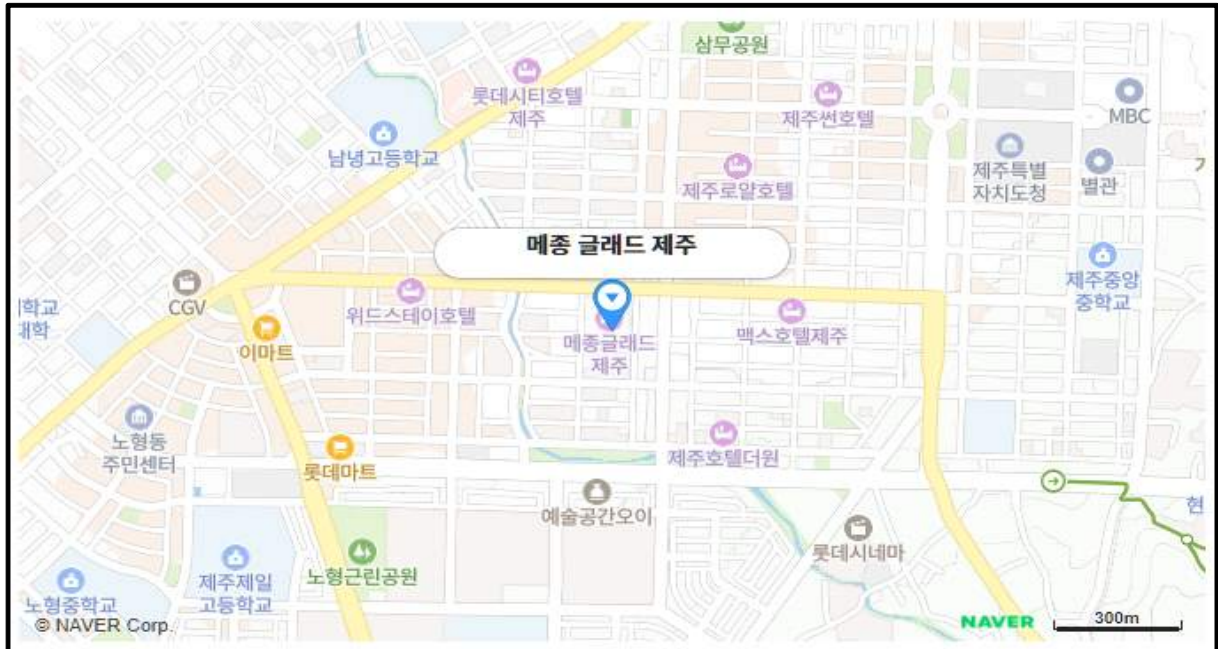 삼무공원
롯데시티호텔
제주
제주썬호텔
MBC
남녕고등학교
제주로얄호텔
제주특별
자치도청
별관
메종 글래드 제주
CGV
위드스테이호텔
제주중앙
중학교
학교
대학
이마트
메종글래드
제주
맥스호텔제주
노형동
주민센터
롯데마트
제주호텔더원
예술공간오이
현
롯데시네마
제주제일
고등학교
노형근린공원
노형중학교
© NAVER Corp.
NAVER
300m